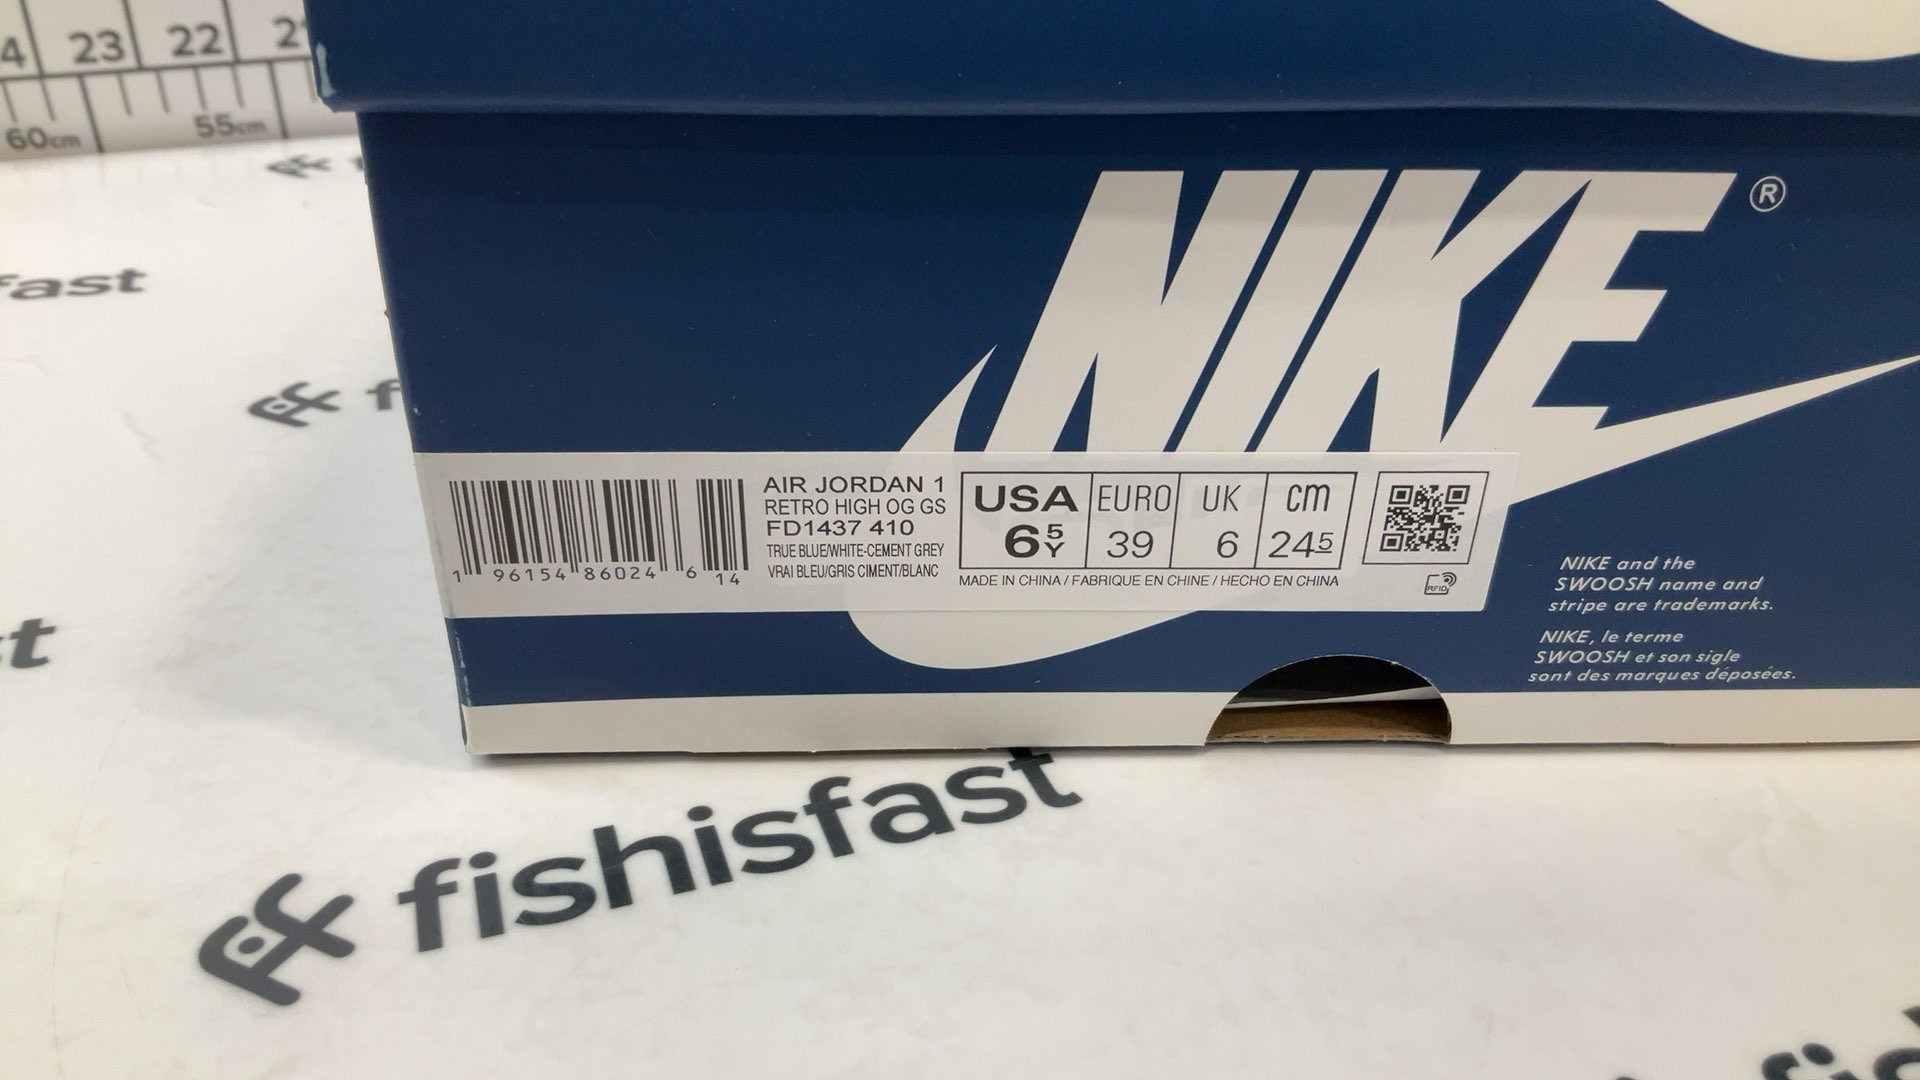 23 22
60cm 55cm
fast
NIKE ®
AIR JORDAN 1
RETRO HIGH OG GS
FD1437 410
TRUE BLUE/WHITE-CEMENT GREY
VRAI BLEU/GRIS CIMENT/BLANC
1 96154 86024 6 14
USA EURO UK cm
6 5 Y 39 6 24 5
MADE IN CHINA / FABRIQUE EN CHINE / HECHO EN CHINA
RFID
NIKE and the
SWOOSH name and
stripe are trademarks.
NIKE, le terme
SWOOSH et son sigle
sont des marques déposées.
fishisfast